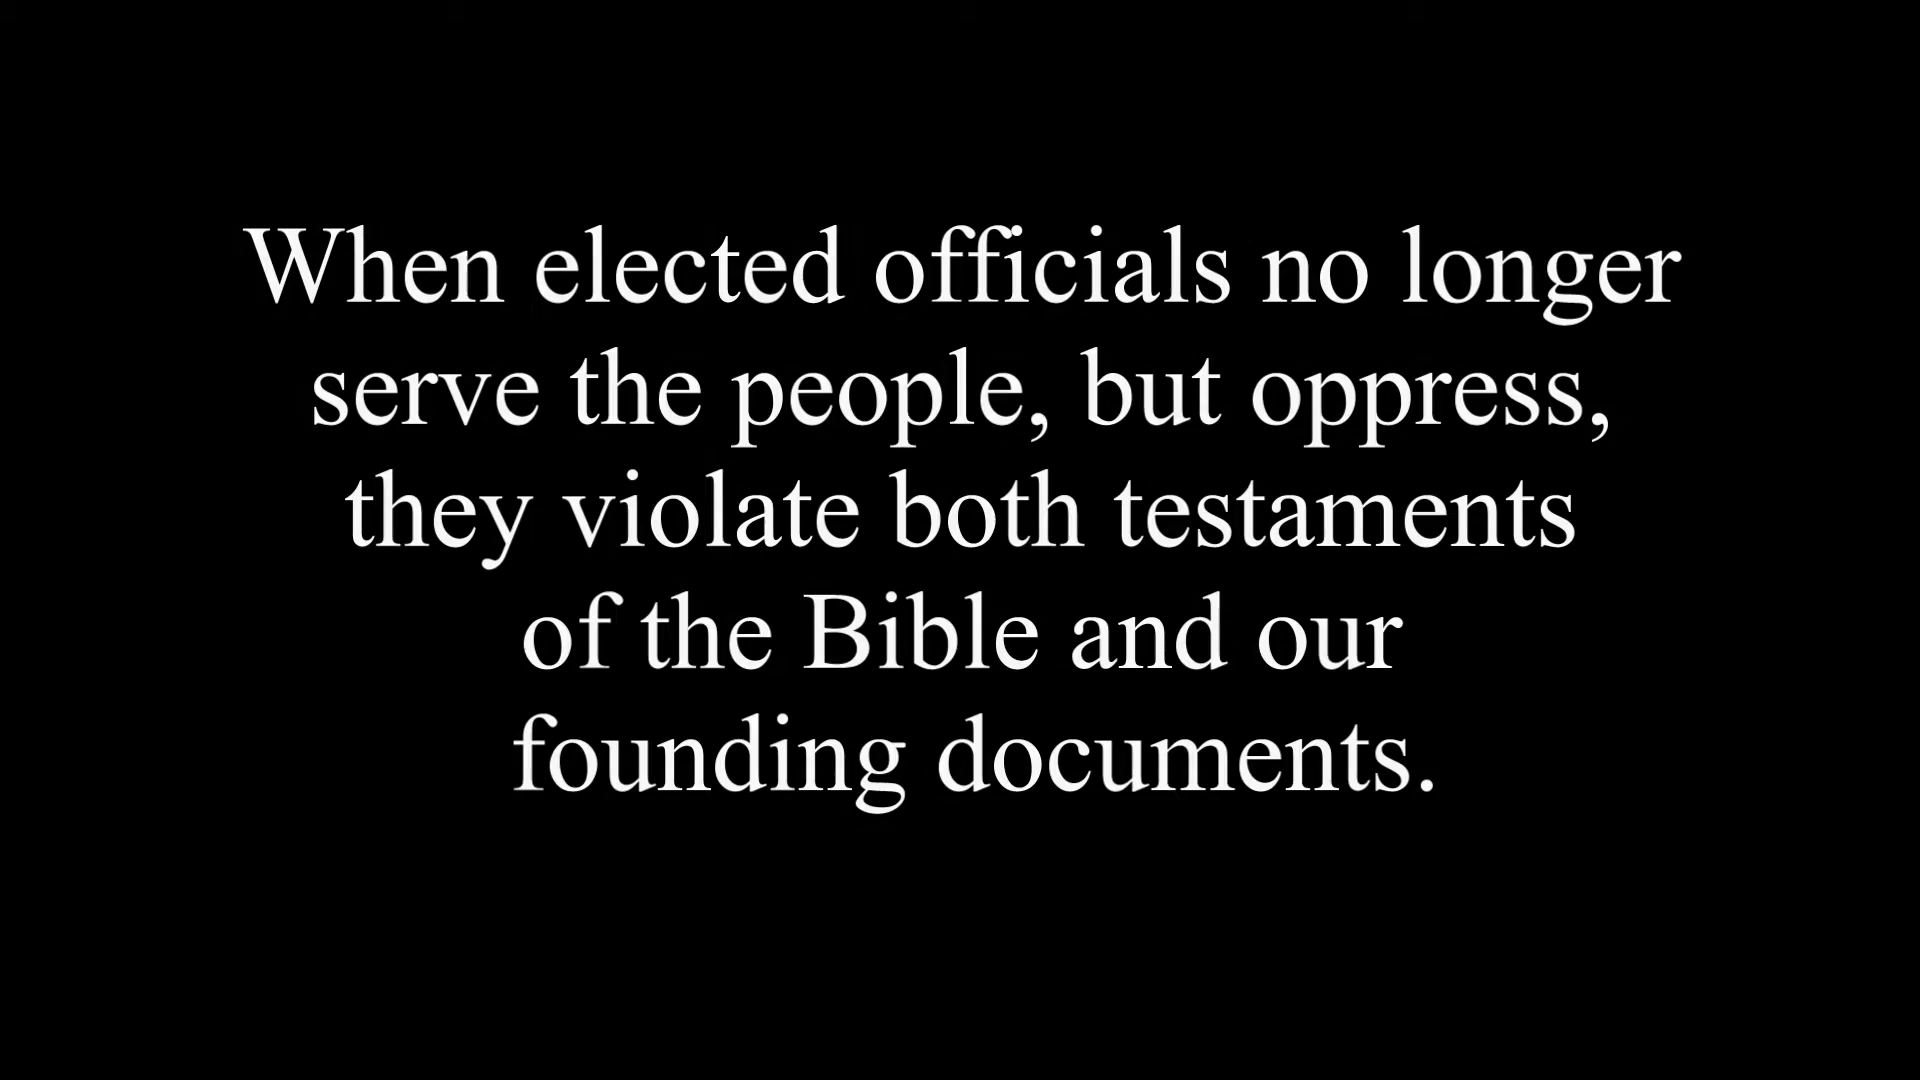 When elected officials no longer
serve the people, but oppress,
they violate both testaments
of the Bible and our
founding documents.